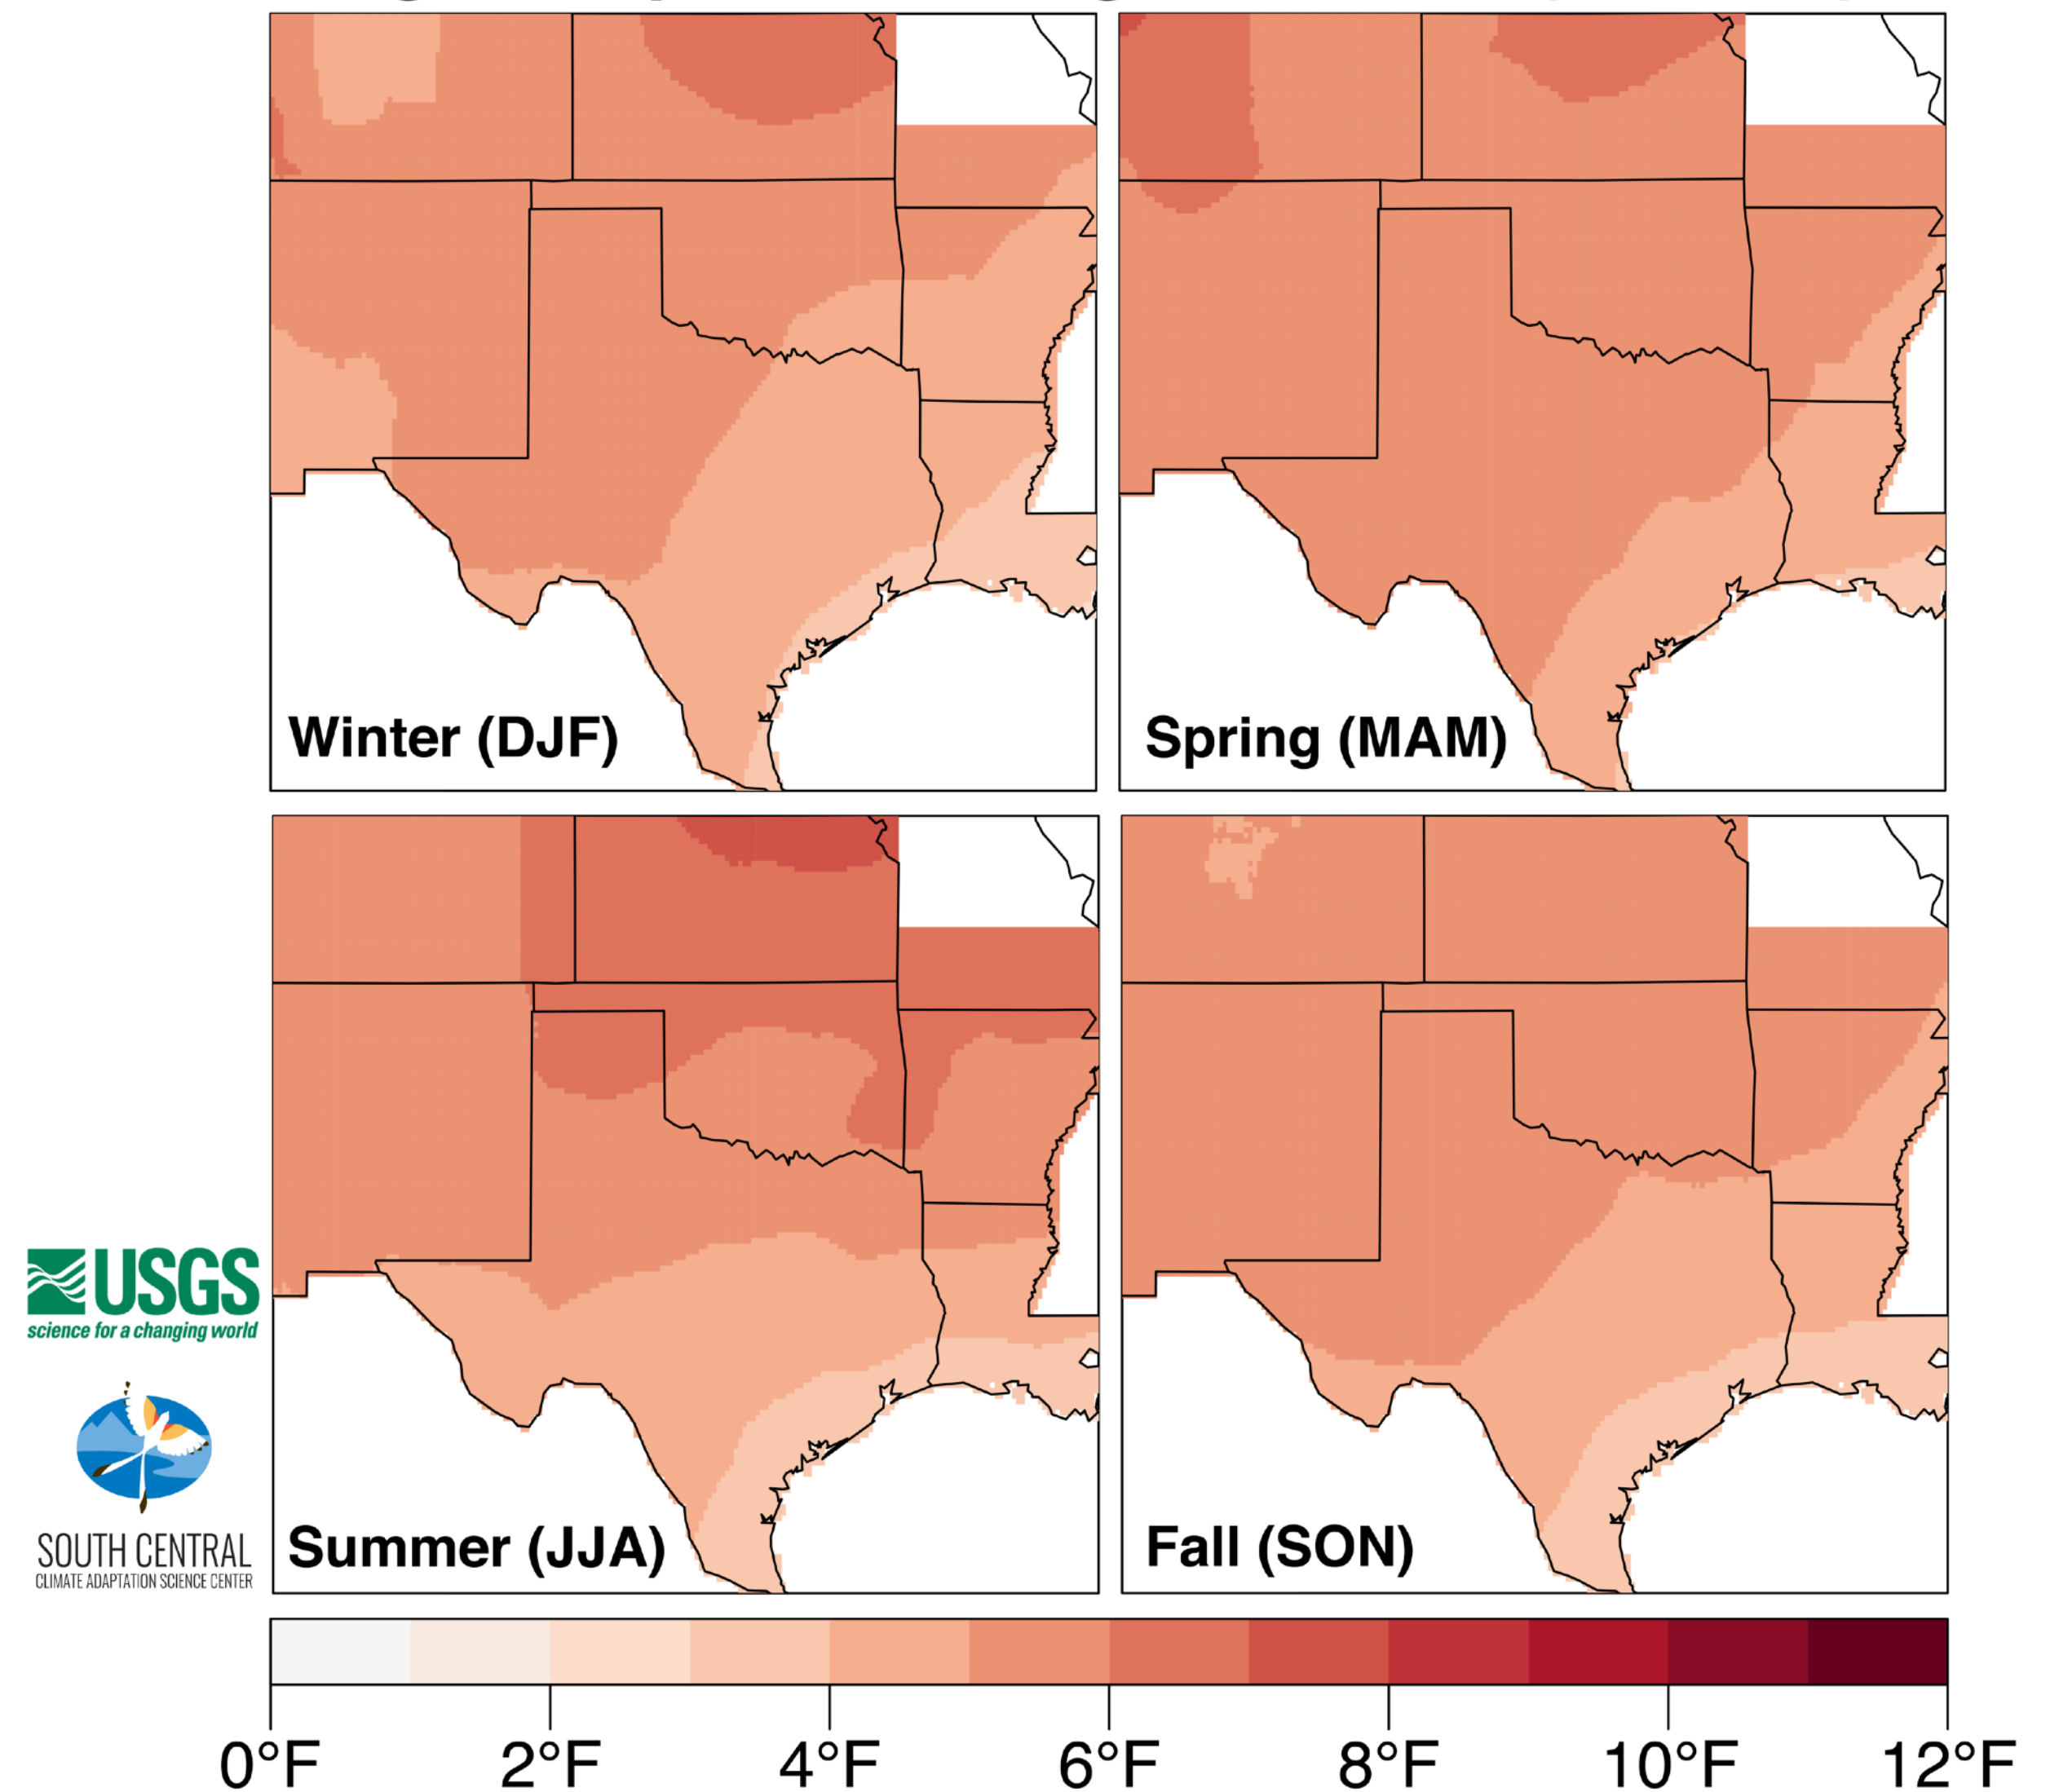 Winter (DJF)
Spring (MAM)
Summer (JJA)
Fall (SON)
USGS
science for a changing world
SOUTH CENTRAL
CLIMATE ADAPTATION SCIENCE CENTER
0°F 2°F 4°F 6°F 8°F 10°F 12°F